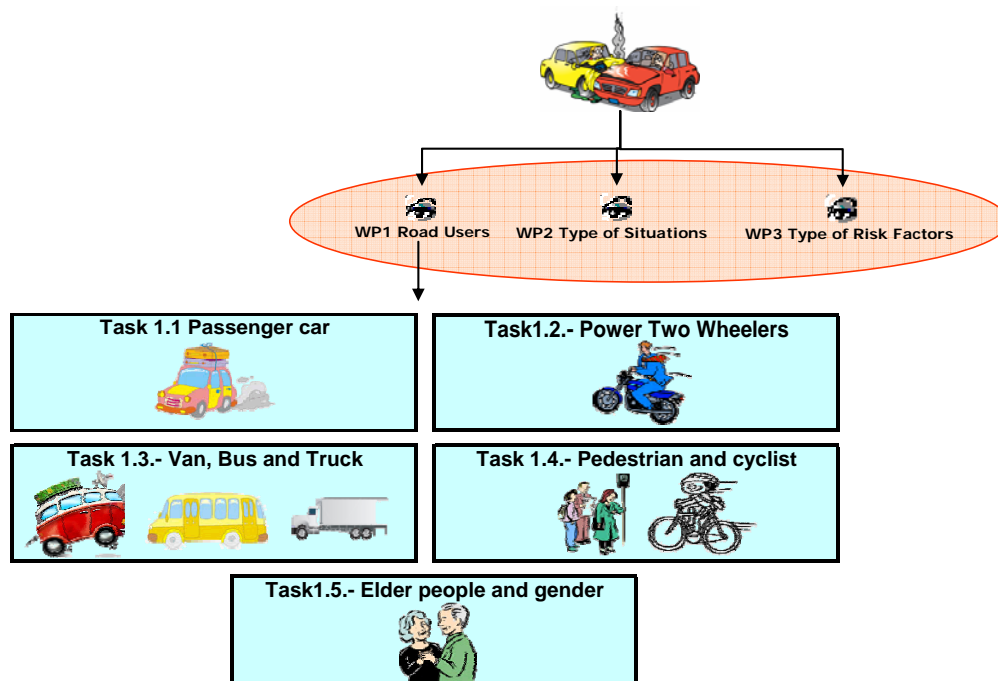 WP1 Road Users
WP2 Type of Situations
WP3 Type of Risk Factors
Task 1.1 Passenger car
Task1.2.- Power Two Wheelers
Task 1.3.- Van, Bus and Truck
Task 1.4.- Pedestrian and cyclist
Task1.5.- Elder people and gender